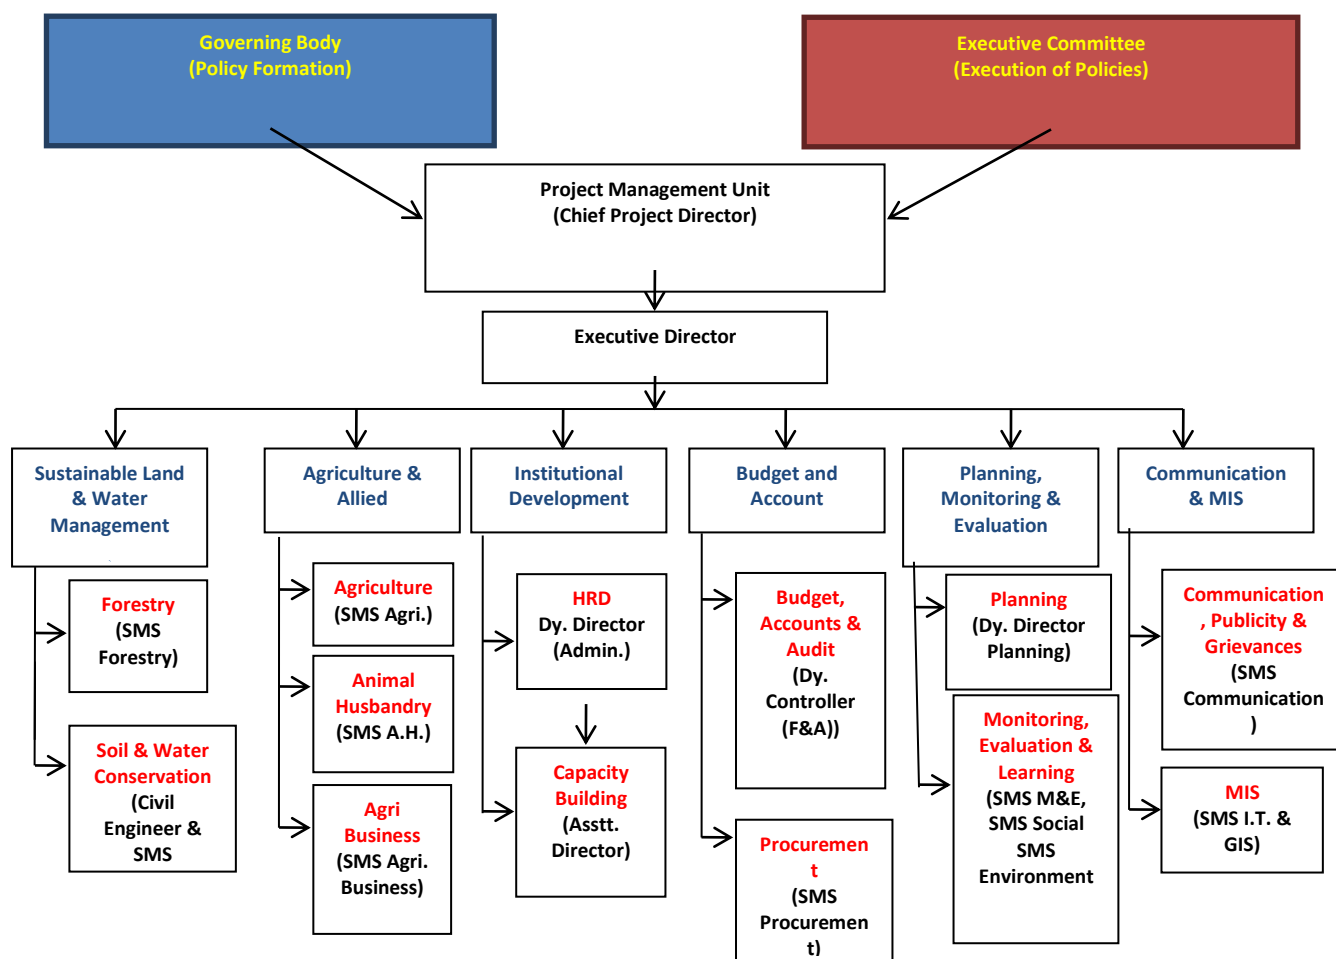 Governing Body
(Policy Formation)
Executive Committee
(Execution of Policies)
Project Management Unit
(Chief Project Director)
Executive Director
Sustainable Land
& Water
Management
Agriculture &
Allied
Institutional
Development
Budget and
Account
Planning,
Monitoring &
Evaluation
Communication
& MIS
Forestry
(SMS
Forestry)
Soil & Water
Conservation
(Civil
Engineer &
SMS
Agriculture
(SMS Agri.)
Animal
Husbandry
(SMS A.H.)
Agri
Business
(SMS Agri.
Business)
HRD
Dy. Director
(Admin.)
Capacity
Building
(Asstt.
Director)
Budget,
Accounts &
Audit
(Dy.
Controller
(F&A))
Procuremen
t
(SMS
Procuremen
t)
Planning
(Dy. Director
Planning)
Monitoring,
Evaluation &
Learning
(SMS M&E,
SMS Social
SMS
Environment
Communication
, Publicity &
Grievances
(SMS
Communication
)
MIS
(SMS I.T. &
GIS)